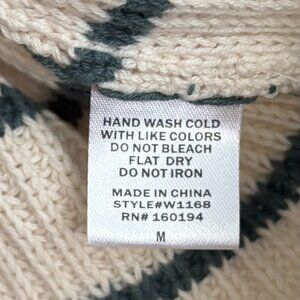 HAND WASH COLD
WITH LIKE COLORS
DO NOT BLEACH
FLAT DRY
DO NOT IRON
MADE IN CHINA
STYLE#W1168
RN# 160194
M